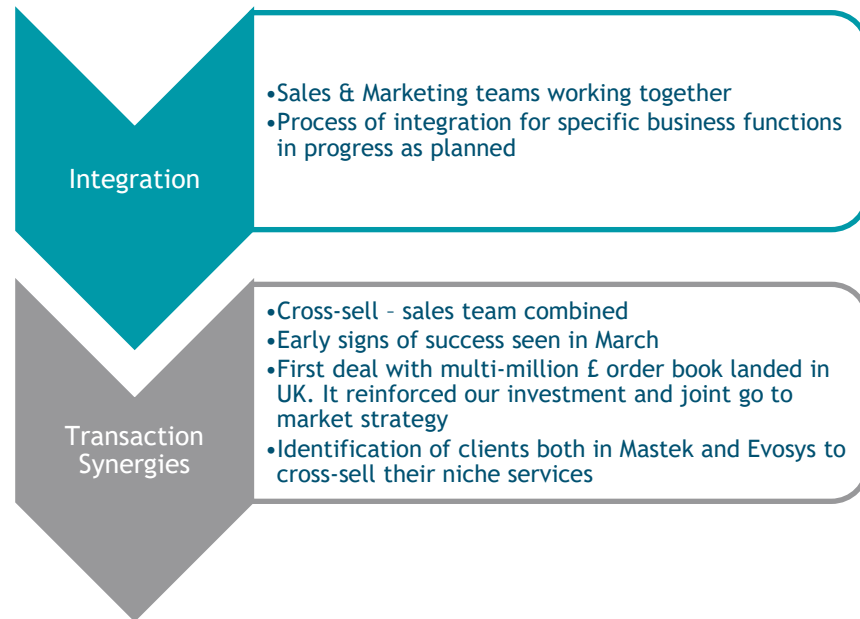 Integration
•Sales & Marketing teams working together
•Process of integration for specific business functions
in progress as planned
Transaction
Synergies
•Cross-sell – sales team combined
•Early signs of success seen in March
•First deal with multi-million £ order book landed in
UK. It reinforced our investment and joint go to
market strategy
•Identification of clients both in Mastek and Evosys to
cross-sell their niche services